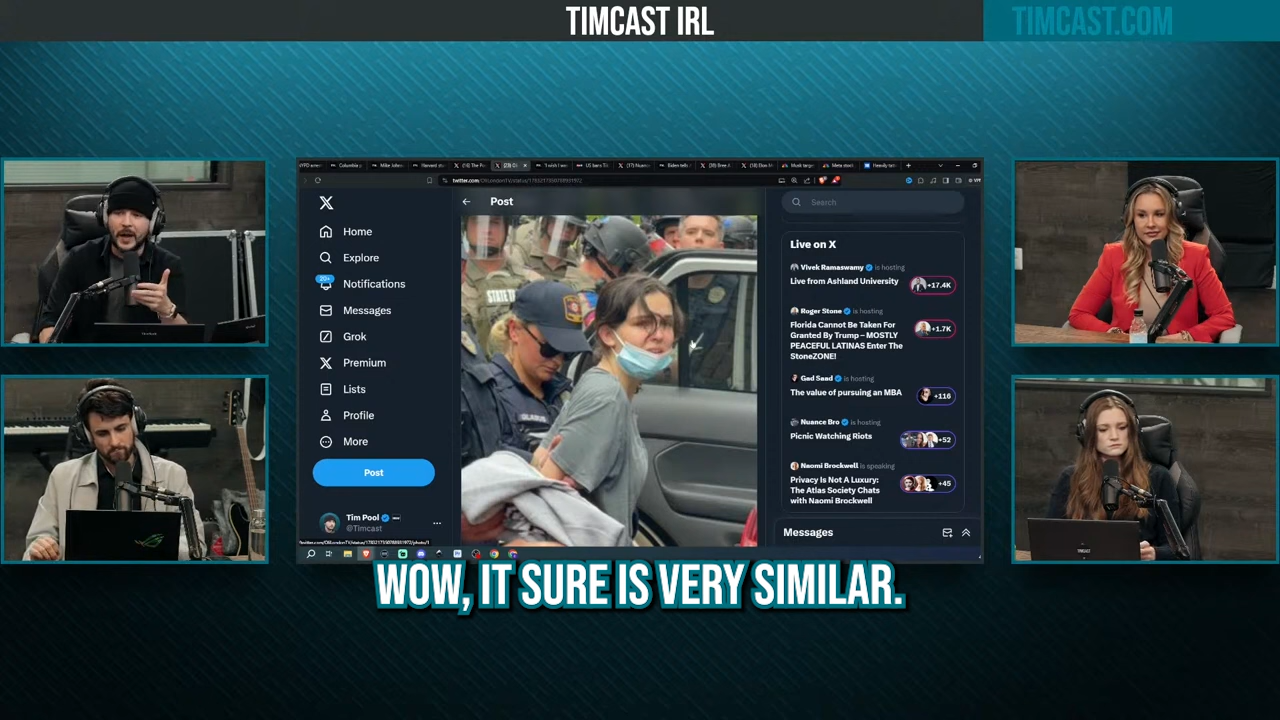 TIMCAST IRL
TIMCAST.COM
Post
Search
Home
Explore
20+
Notifications
Messages
Grok
Premium
Lists
Profile
More
Post
Tim Pool
@Timcast
STATE T
Live on X
Vivek Ramaswamy is hosting
Live from Ashland University
+17.4K
Roger Stone is hosting
Florida Cannot Be Taken For
Granted By Trump – MOSTLY
PEACEFUL LATINAS Enter The
StoneZONE!
+1.7K
Gad Saad is hosting
The value of pursuing an MBA
+116
Nuance Bro is hosting
Picnic Watching Riots
+52
Naomi Brockwell is speaking
Privacy Is Not A Luxury:
The Atlas Society Chats
with Naomi Brockwell
+45
Messages
WOW, IT SURE IS VERY SIMILAR.